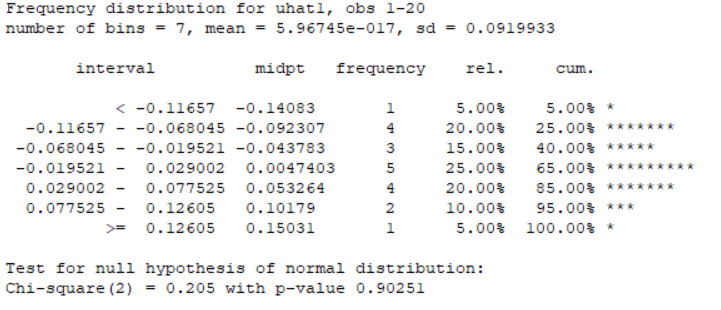 Frequency distribution for uhat1, obs 1-20
number of bins = 7, mean = 5.96745e-017, sd = 0.0919933
interval midpt frequency rel. cum.
< -0.11657 -0.14083 1 5.00% 5.00% *
-0.11657 - -0.068045 -0.092307 4 20.00% 25.00% *******
-0.068045 - -0.019521 -0.043783 3 15.00% 40.00% *****
-0.019521 - 0.029002 0.0047403 5 25.00% 65.00% *********
0.029002 - 0.077525 0.053264 4 20.00% 85.00% *******
0.077525 - 0.12605 0.10179 2 10.00% 95.00% ***
>= 0.12605 0.15031 1 5.00% 100.00% *
Test for null hypothesis of normal distribution:
Chi-square(2) = 0.205 with p-value 0.90251